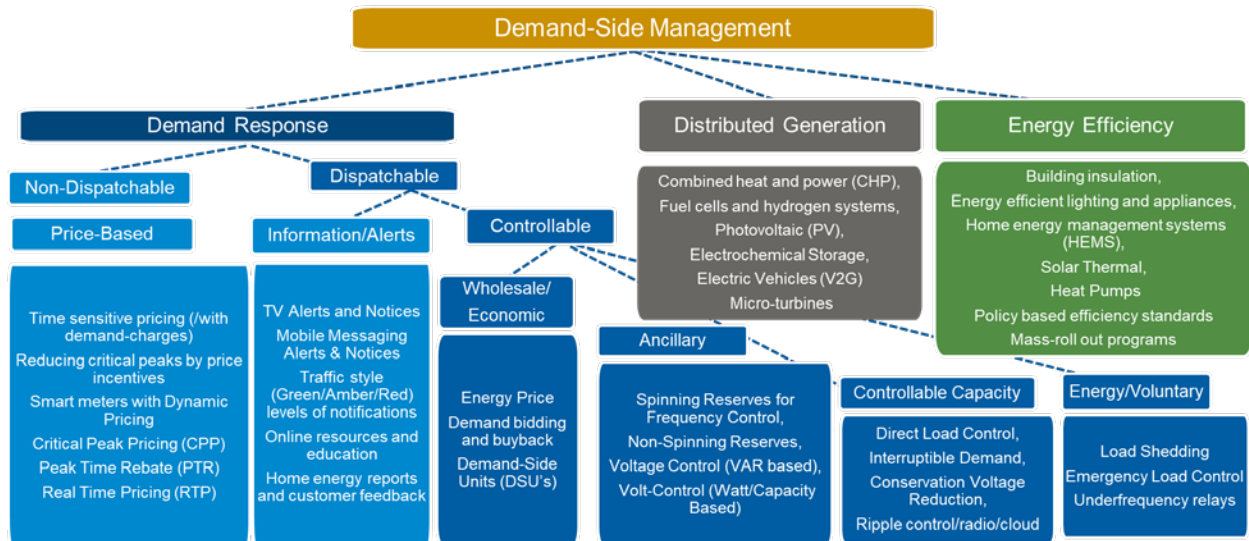 Demand-Side Management
Demand Response
Distributed Generation
Energy Efficiency
Non-Dispatchable
Dispatchable
Price-Based
Information/Alerts
Controllable
Time sensitive pricing (/with
demand-charges)
Reducing critical peaks by price
incentives
Smart meters with Dynamic
Pricing
Critical Peak Pricing (CPP)
Peak Time Rebate (PTR)
Real Time Pricing (RTP)
TV Alerts and Notices
Mobile Messaging
Alerts & Notices
Traffic style
(Green/Amber/Red)
levels of notifications
Online resources and
education
Home energy reports
and customer feedback
Wholesale/
Economic
Energy Price
Demand bidding
and buyback
Demand-Side
Units (DSU's)
Combined heat and power (CHP),
Fuel cells and hydrogen systems,
Photovoltaic (PV),
Electrochemical Storage,
Electric Vehicles (V2G)
Micro-turbines
Building insulation,
Energy efficient lighting and appliances,
Home energy management systems
(HEMS),
Solar Thermal,
Heat Pumps
Policy based efficiency standards
Mass-roll out programs
Ancillary
Spinning Reserves for
Frequency Control,
Non-Spinning Reserves,
Voltage Control (VAR based),
Volt-Control (Watt/Capacity
Based)
Controllable Capacity
Direct Load Control,
Interruptible Demand,
Conservation Voltage
Reduction,
Ripple control/radio/cloud
Energy/Voluntary
Load Shedding
Emergency Load Control
Underfrequency relays